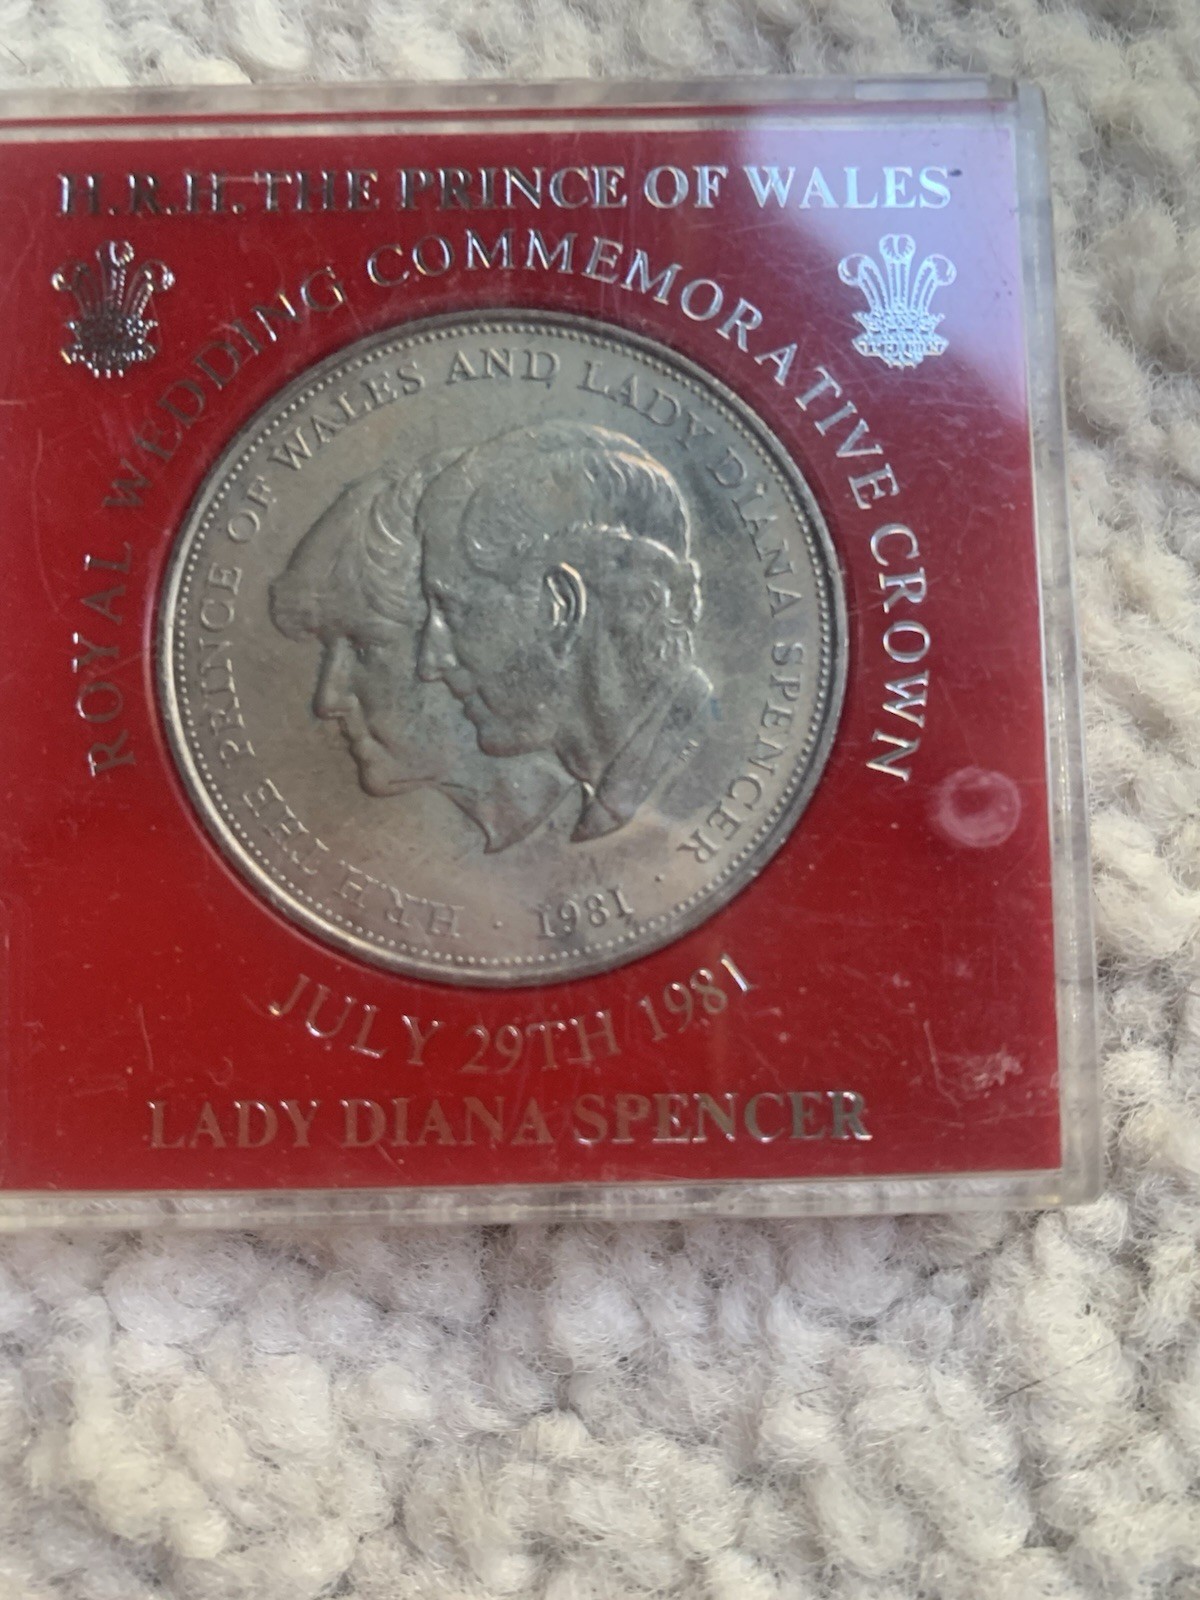 H.R.H. THE PRINCE OF WALES
ROYAL WEDDING COMMEMORATIVE CROWN
H.R.H. THE PRINCE OF WALES AND LADY DIANA SPENCER
· 1981 ·
JULY 29TH 1981
LADY DIANA SPENCER